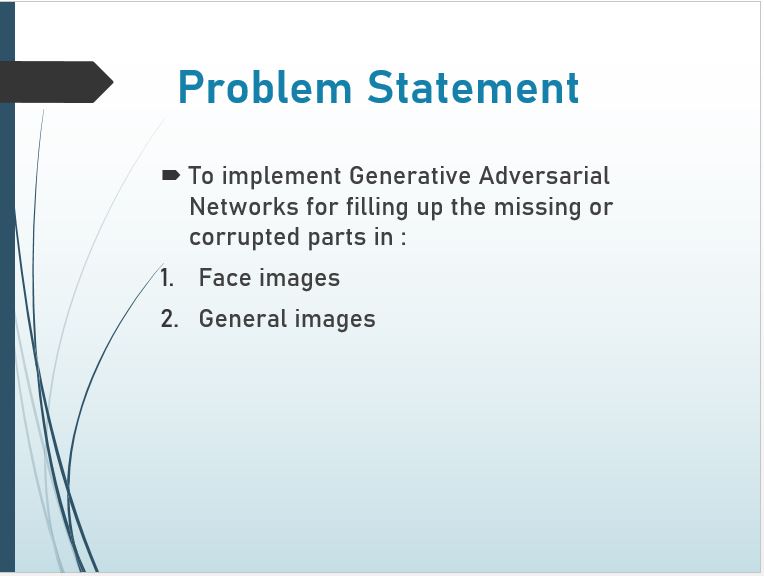 Problem Statement
To implement Generative Adversarial
Networks for filling up the missing or
corrupted parts in :
1. Face images
2. General images